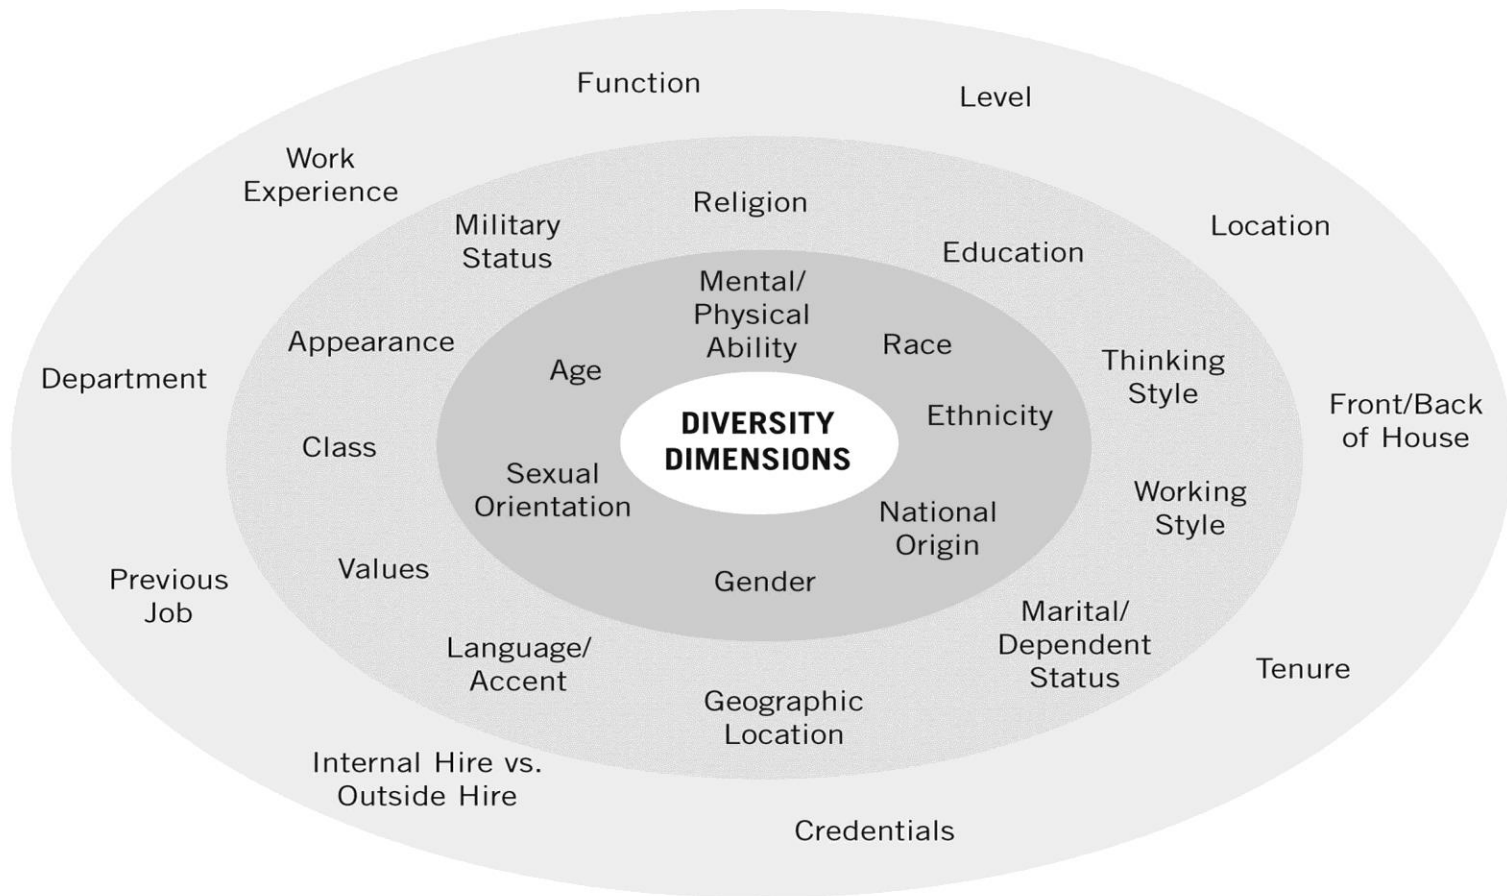 Function
Level
Work
Experience
Religion
Military
Status
Location
Education
Mental/
Physical
Ability
Appearance
Race
Age
Thinking
Style
Department
Front/Back
of House
DIVERSITY
DIMENSIONS
Ethnicity
Class
Sexual
Orientation
Working
Style
National
Origin
Values
Gender
Previous
Job
Marital/
Dependent
Status
Language/
Accent
Tenure
Geographic
Location
Internal Hire vs.
Outside Hire
Credentials